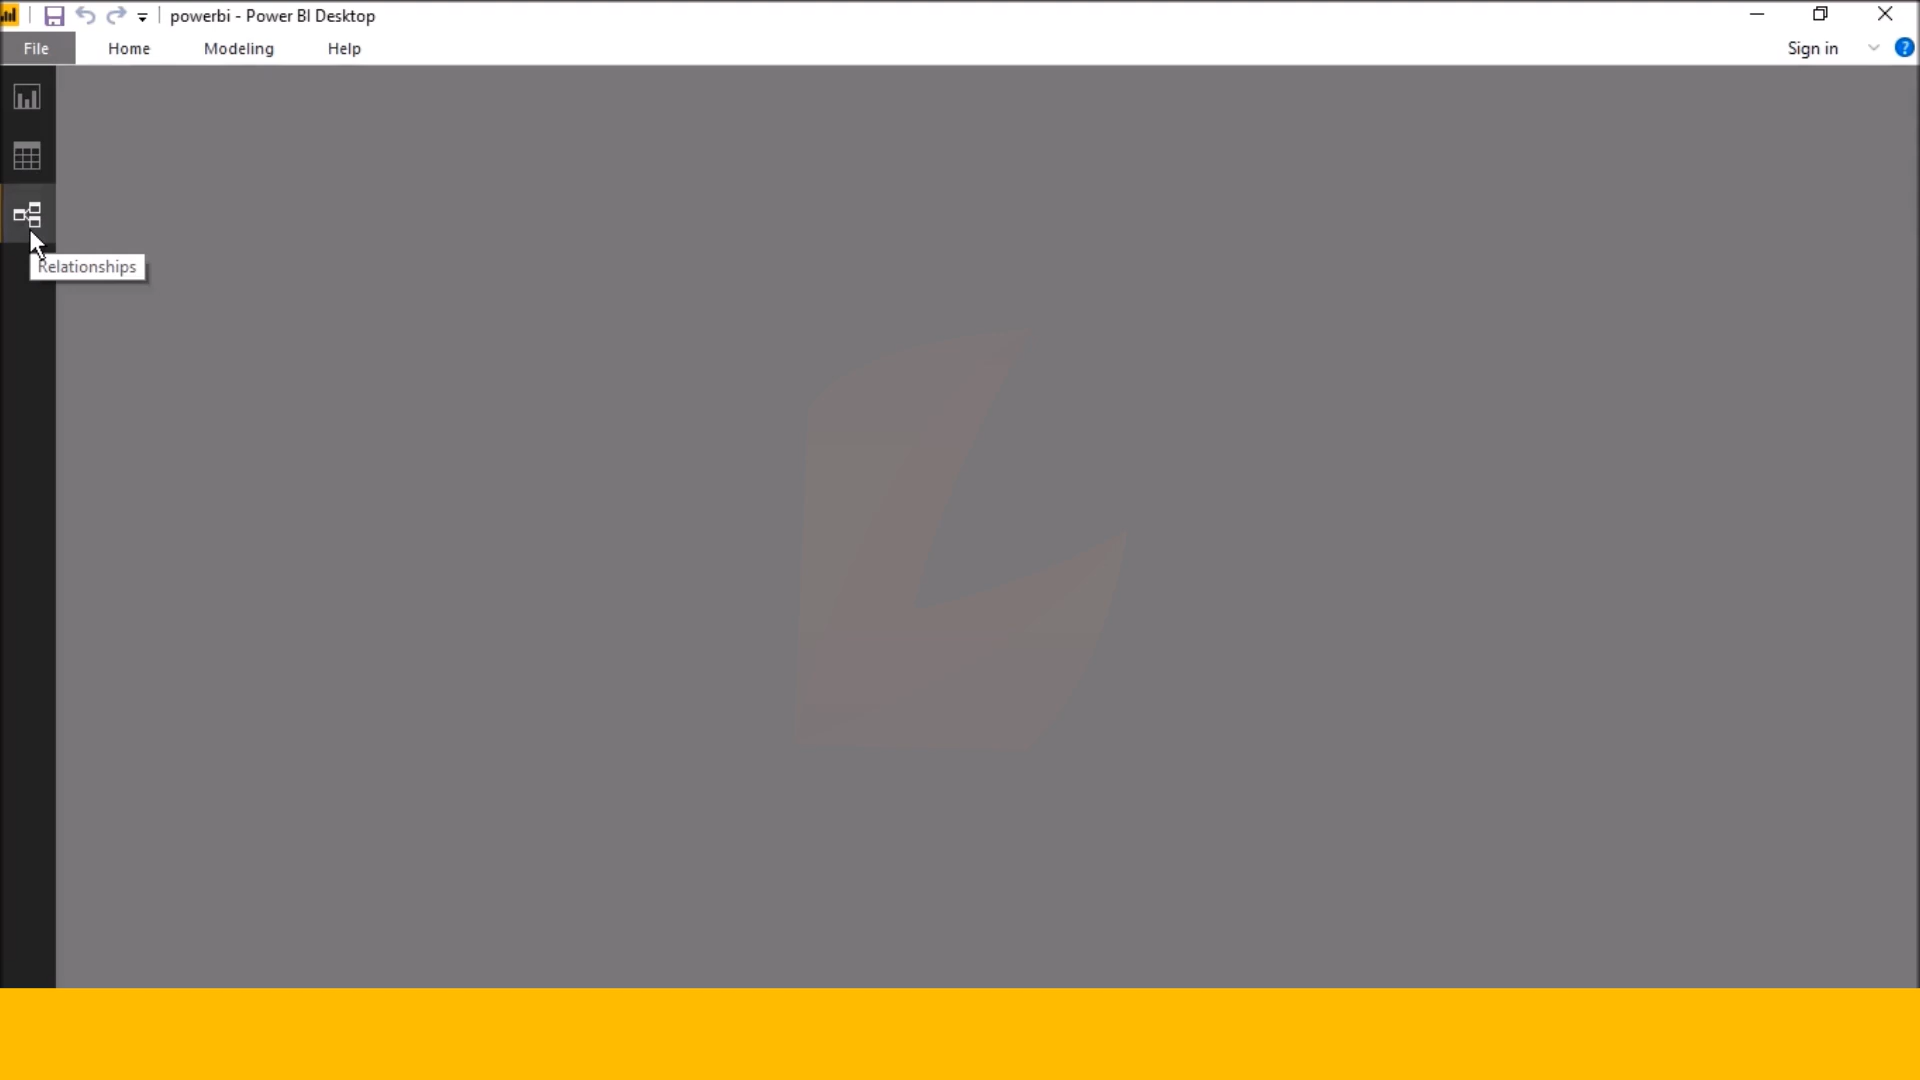 powerbi - Power BI Desktop
File Home Modeling Help Sign in ?
Relationships